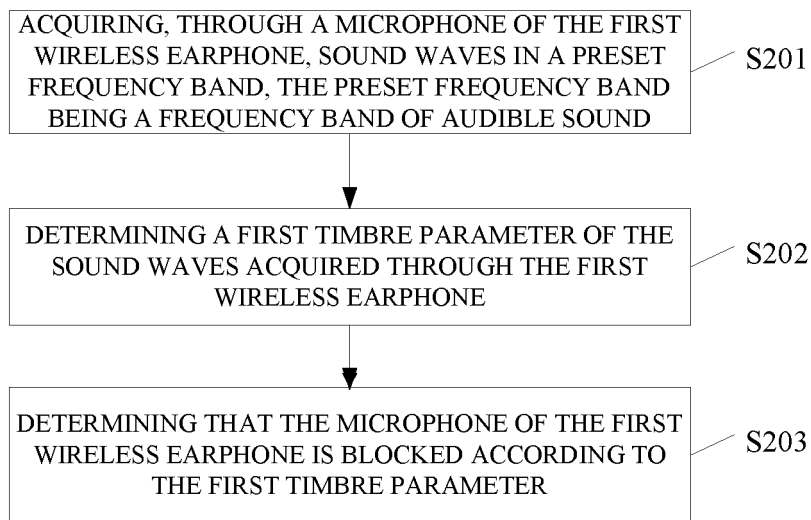 ACQUIRING, THROUGH A MICROPHONE OF THE FIRST
WIRELESS EARPHONE, SOUND WAVES IN A PRESET
FREQUENCY BAND, THE PRESET FREQUENCY BAND
BEING A FREQUENCY BAND OF AUDIBLE SOUND
S201
DETERMINING A FIRST TIMBRE PARAMETER OF THE
SOUND WAVES ACQUIRED THROUGH THE FIRST
WIRELESS EARPHONE
S202
DETERMINING THAT THE MICROPHONE OF THE FIRST
WIRELESS EARPHONE IS BLOCKED ACCORDING TO
THE FIRST TIMBRE PARAMETER
S203